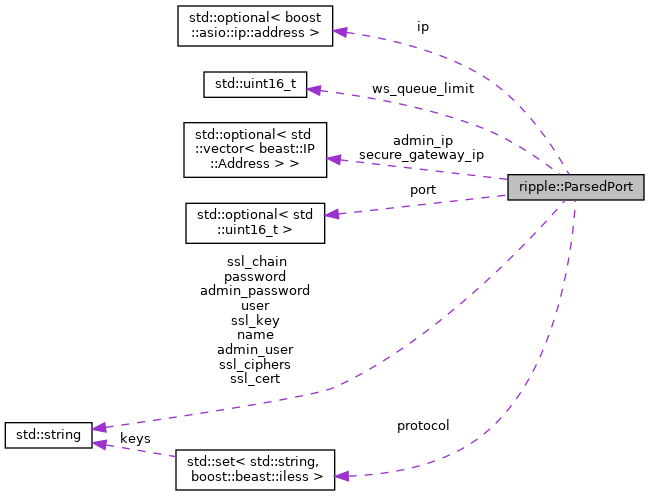 std::optional< boost
::asio::ip::address >
ip
std::uint16_t
ws_queue_limit
std::optional< std
::vector< beast::IP
::Address > >
admin_ip
secure_gateway_ip
ripple::ParsedPort
port
std::optional< std
::uint16_t >
ssl_chain
password
admin_password
user
ssl_key
name
admin_user
ssl_ciphers
ssl_cert
protocol
std::string
keys
std::set< std::string,
boost::beast::iless >